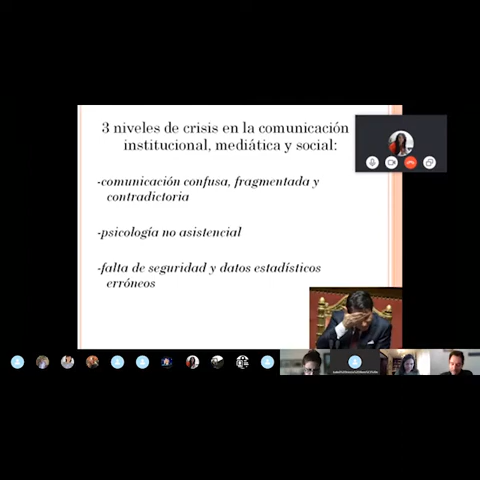 3 niveles de crisis en la comunicación
institucional, mediática y social:
-comunicación confusa, fragmentada y
contradictoria
-psicología no asistencial
-falta de seguridad y datos estadísticos
erróneos